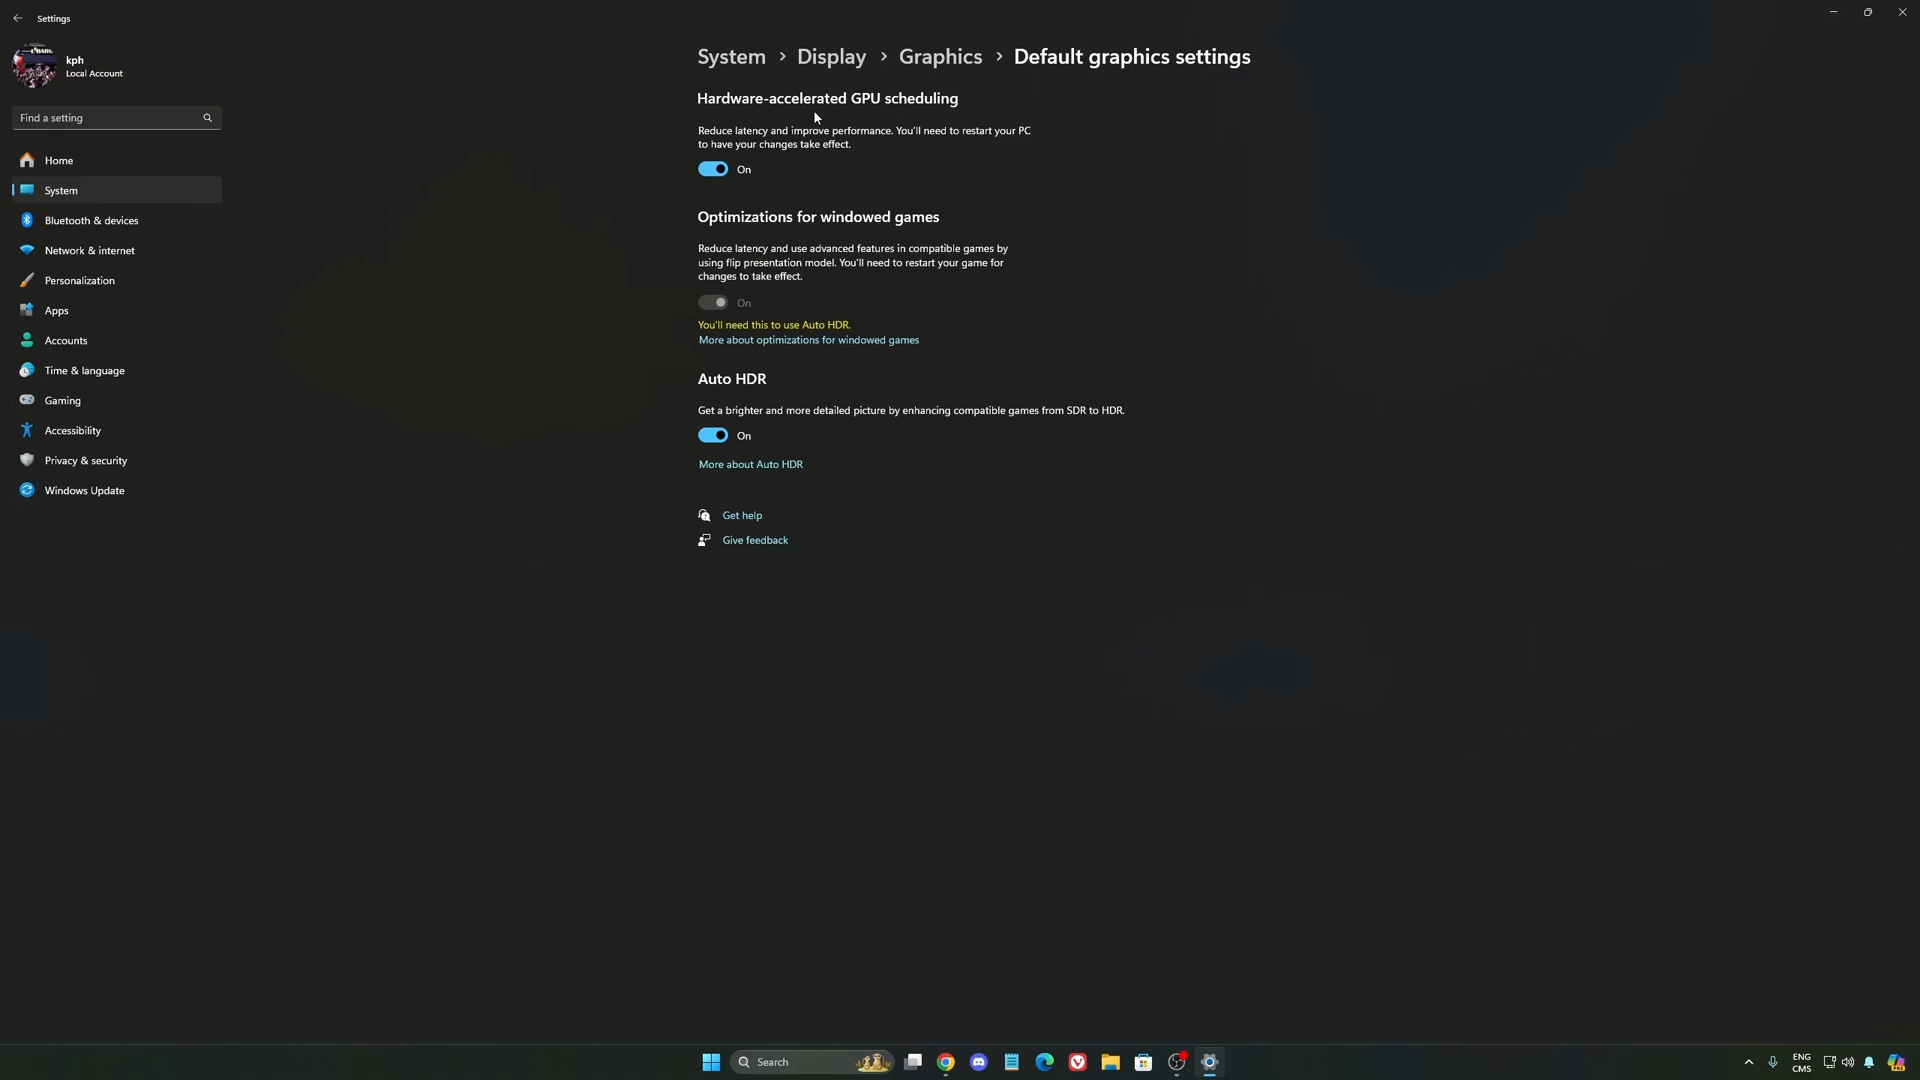 Settings
kph
Local Account
Find a setting
Home
System
Bluetooth & devices
Network & internet
Personalization
Apps
Accounts
Time & language
Gaming
Accessibility
Privacy & security
Windows Update
System > Display > Graphics > Default graphics settings
Hardware-accelerated GPU scheduling
Reduce latency and improve performance. You'll need to restart your PC
to have your changes take effect.
On
Optimizations for windowed games
Reduce latency and use advanced features in compatible games by
using flip presentation model. You'll need to restart your game for
changes to take effect.
On
You'll need this to use Auto HDR.
More about optimizations for windowed games
Auto HDR
Get a brighter and more detailed picture by enhancing compatible games from SDR to HDR.
On
More about Auto HDR
Get help
Give feedback
Search
ENG
CMS